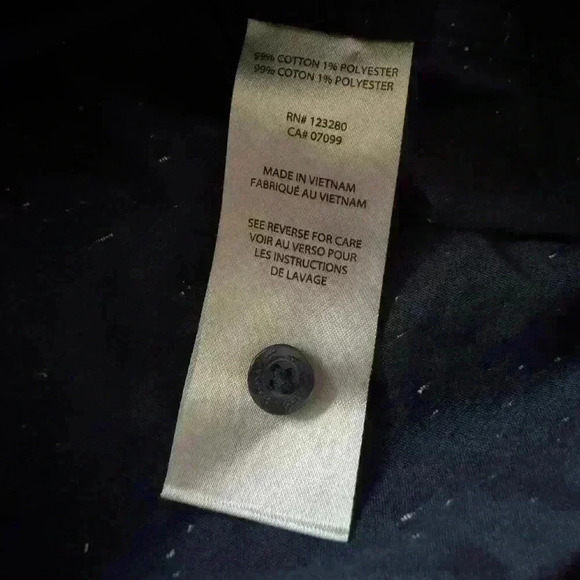 99% COTTON 1% POLYESTER
99% COTON 1% POLYESTER
RN# 123280
CA# 07099
MADE IN VIETNAM
FABRIQUÉ AU VIETNAM
SEE REVERSE FOR CARE
VOIR AU VERSO POUR
LES INSTRUCTIONS
DE LAVAGE